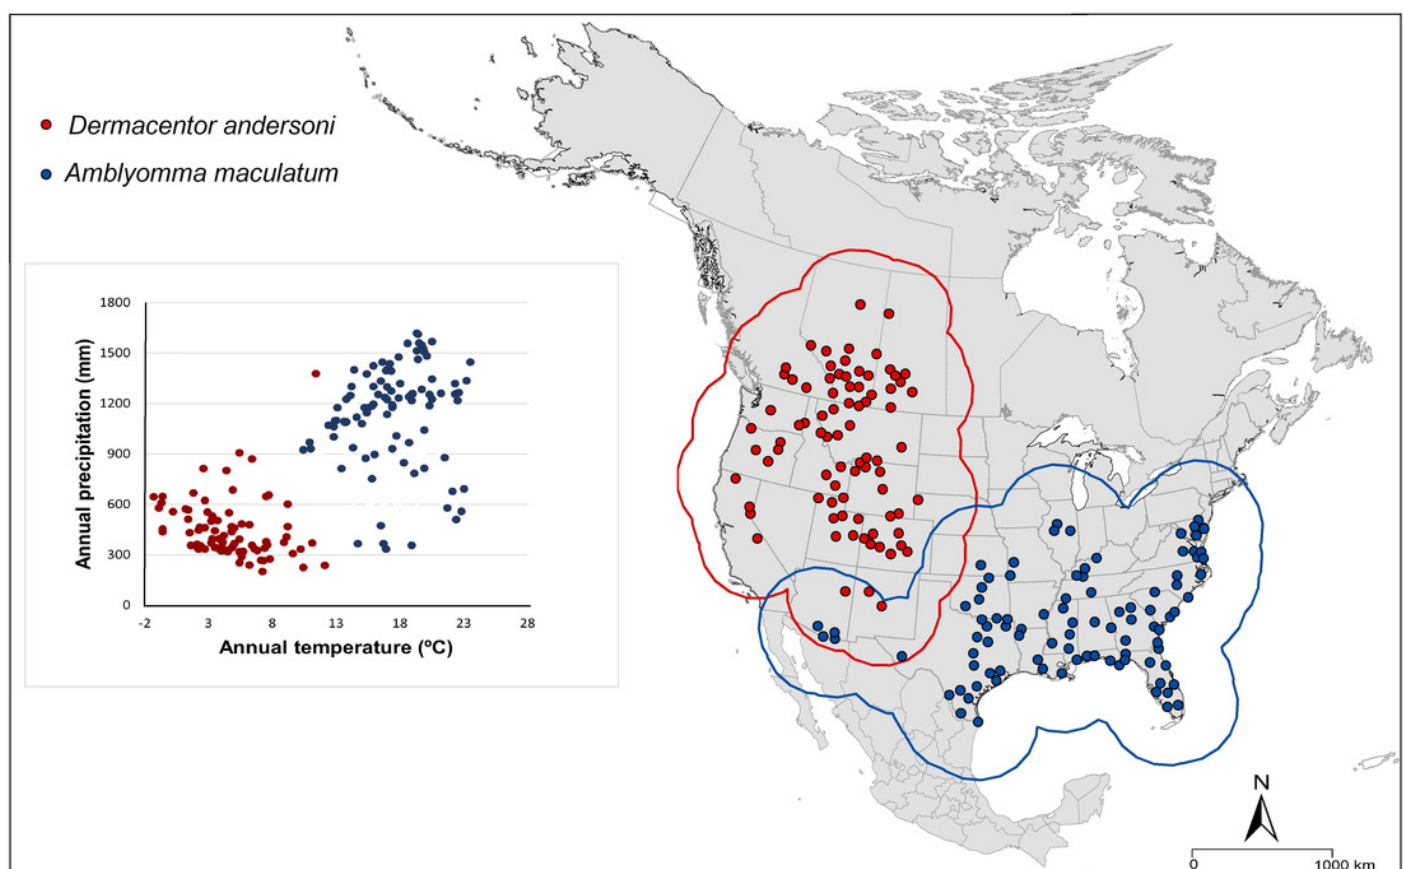 Dermacentor andersoni
Amblyomma maculatum
Annual precipitation (mm)
1800
1500
1200
900
600
300
0
-2 3 8 13 18 23 28
Annual temperature (ºC)
N
0 1000 km